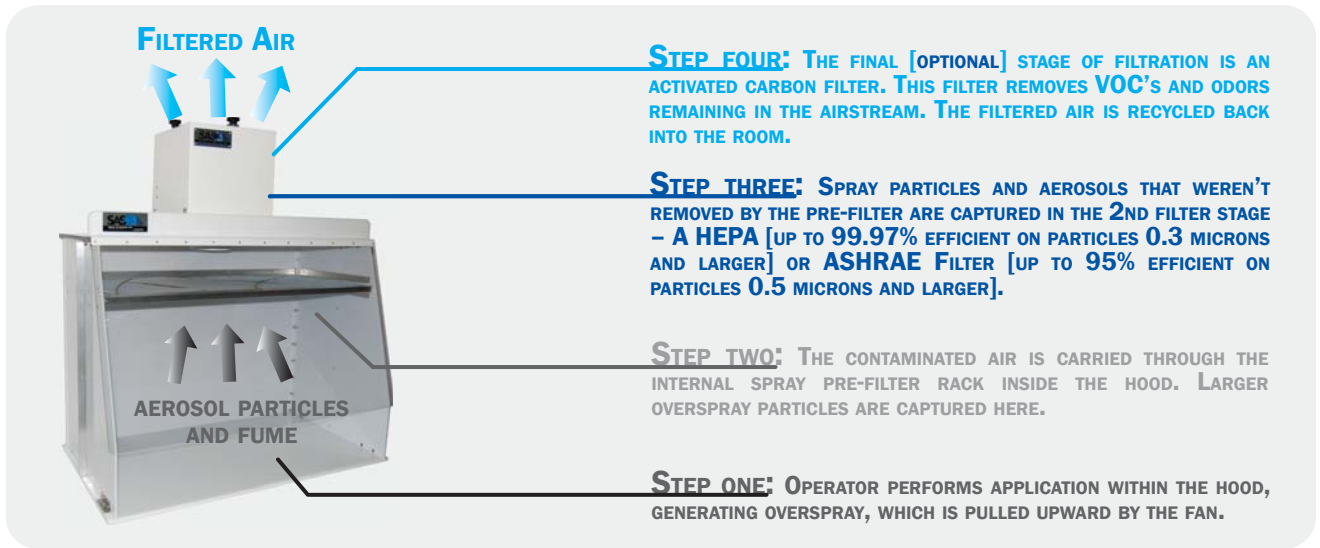 FILTERED AIR
STEP FOUR: THE FINAL [OPTIONAL] STAGE OF FILTRATION IS AN
ACTIVATED CARBON FILTER. THIS FILTER REMOVES VOC'S AND ODORS
REMAINING IN THE AIRSTREAM. THE FILTERED AIR IS RECYCLED BACK
INTO THE ROOM.
STEP THREE: SPRAY PARTICLES AND AEROSOLS THAT WEREN'T
REMOVED BY THE PRE-FILTER ARE CAPTURED IN THE 2ND FILTER STAGE
– A HEPA [UP TO 99.97% EFFICIENT ON PARTICLES 0.3 MICRONS
AND LARGER] OR ASHRAE FILTER [UP TO 95% EFFICIENT ON
PARTICLES 0.5 MICRONS AND LARGER].
STEP TWO: THE CONTAMINATED AIR IS CARRIED THROUGH THE
INTERNAL SPRAY PRE-FILTER RACK INSIDE THE HOOD. LARGER
OVERSPRAY PARTICLES ARE CAPTURED HERE.
AEROSOL PARTICLES
AND FUME
STEP ONE: OPERATOR PERFORMS APPLICATION WITHIN THE HOOD,
GENERATING OVERSPRAY, WHICH IS PULLED UPWARD BY THE FAN.